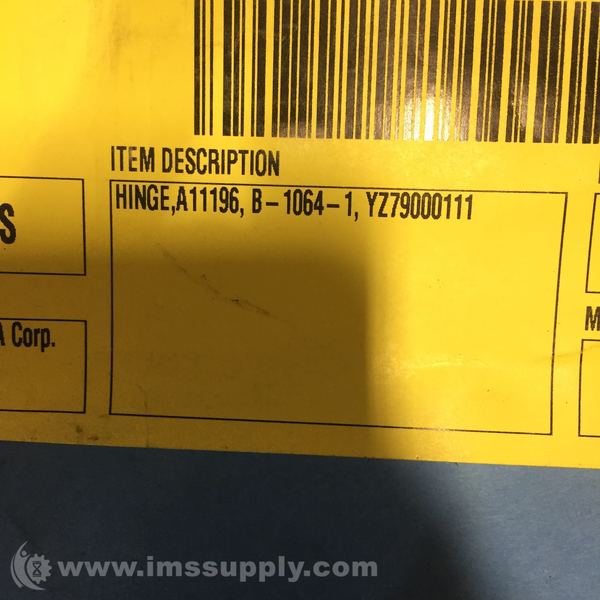 ITEM DESCRIPTION
HINGE,A11196, B-1064-1, YZ79000111
S
A Corp.
M
www.imssupply.com